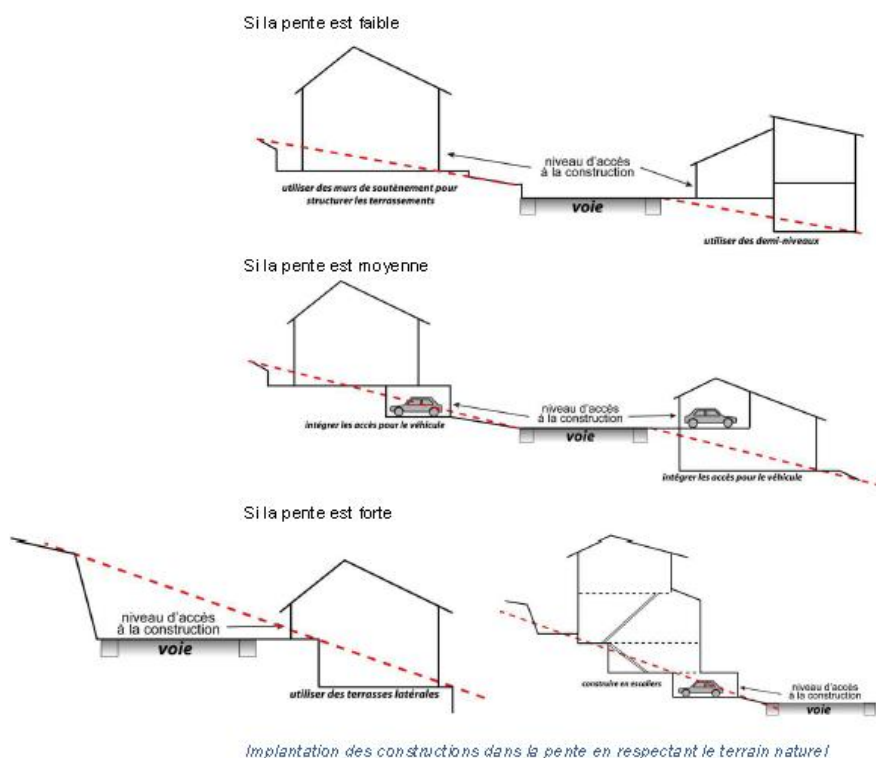 Si la pente est faible
niveau d'accès
à la construction
utiliser des murs de soutènement pour
structurer les terrassements
voie
utiliser des demi-niveaux
Si la pente est moyenne
niveau d'accès
à la construction
intégrer les accès pour le véhicule
voie
intégrer les accès pour le véhicule
Si la pente est forte
niveau d'accès
à la construction
voie
utiliser des terrasses latérales
construire en escaliers
niveau d'accès
à la construction
voie
Implantation des constructions dans la pente en respectant le terrain naturel